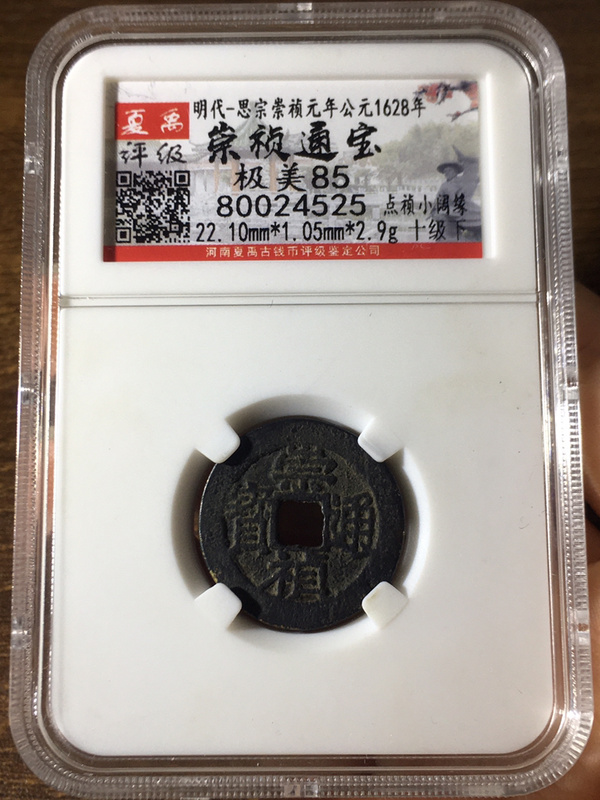 夏禹
评级
明代-思宗崇祯元年公元1628年
崇祯通宝
极美85
80024525 点祯小阔缘
22.10mm*1.05mm*2.9g 十级下
河南夏禹古钱币评级鉴定公司
崇禎通寶